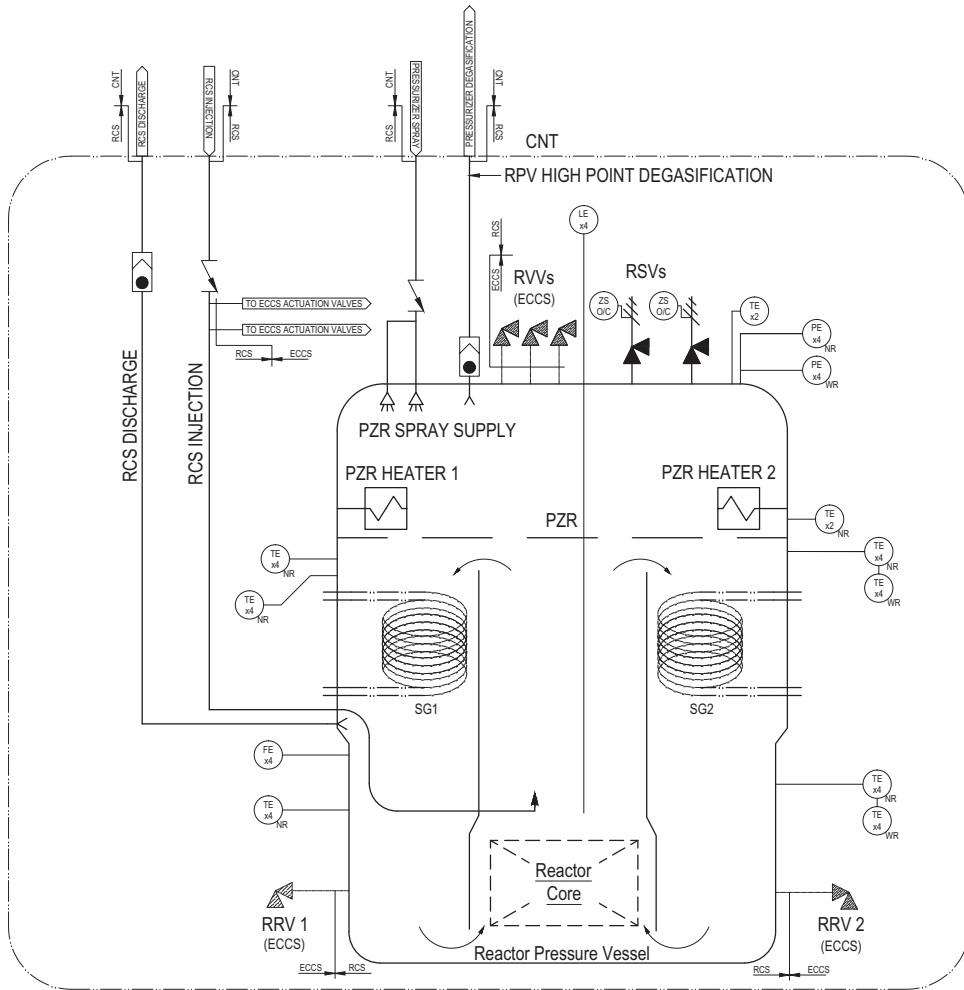 CNT
RCS
RCS DISCHARGE
RCS INJECTION
CNT
RCS
CNT
RCS
PRESSURIZER SPRAY
PRESSURIZER DEGASIFICATION
CNT
RCS
CNT
RPV HIGH POINT DEGASIFICATION
LE
x4
RCS
ECCS
RVVs
(ECCS)
RSVs
ZS
O/C
ZS
O/C
TE
x2
PE
x4
NR
PE
x4
WR
TO ECCS ACTUATION VALVES
TO ECCS ACTUATION VALVES
RCS
ECCS
RCS DISCHARGE
RCS INJECTION
PZR SPRAY SUPPLY
PZR HEATER 1
PZR HEATER 2
PZR
TE
x2
NR
TE
x4
NR
TE
x4
NR
TE
x4
NR
TE
x4
WR
SG1
SG2
FE
x4
TE
x4
NR
TE
x4
NR
TE
x4
WR
Reactor
Core
RRV 1
(ECCS)
RRV 2
(ECCS)
Reactor Pressure Vessel
ECCS
RCS
RCS
ECCS